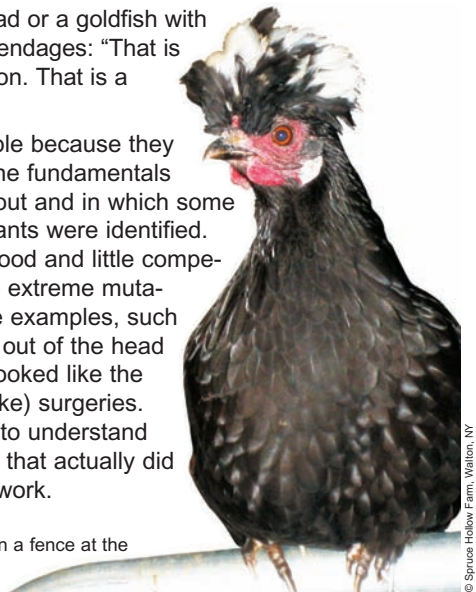 ad or a goldfish with
endages: “That is
on. That is a
ole because they
he fundamentals
out and in which some
ants were identified.
ood and little compe-
extreme muta-
e examples, such
out of the head
ooked like the
ke) surgeries.
to understand
that actually did
work.
n a fence at the
© Spruce Hollow Farm, Walton, NY